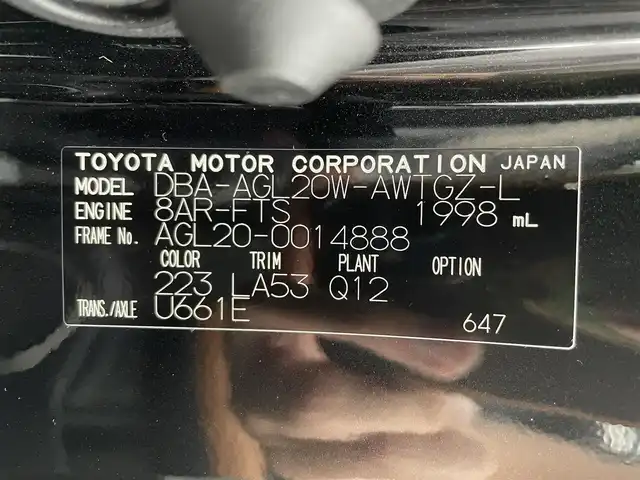 TOYOTA MOTOR CORPORATION JAPAN
MODEL DBA-AGL20W-AWTGZ-L
ENGINE 8AR-FTS 1998 mL
FRAME No. AGL20-0014888
COLOR TRIM PLANT OPTION
223 LA53 Q12
TRANS./AXLE U661E
647